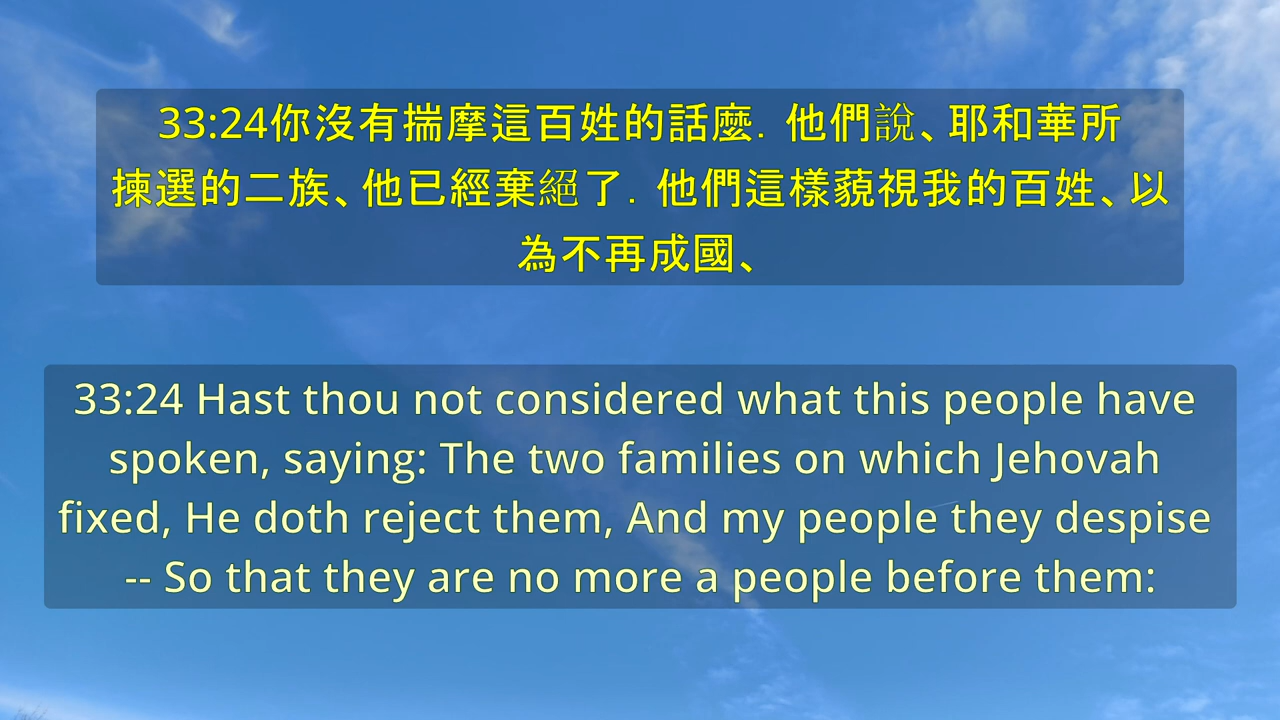 33:24你沒有揣摩這百姓的話麼．他們說、耶和華所
揀選的二族、他已經棄絕了．他們這樣藐視我的百姓、以
為不再成國、
33:24 Hast thou not considered what this people have
spoken, saying: The two families on which Jehovah
fixed, He doth reject them, And my people they despise
-- So that they are no more a people before them: